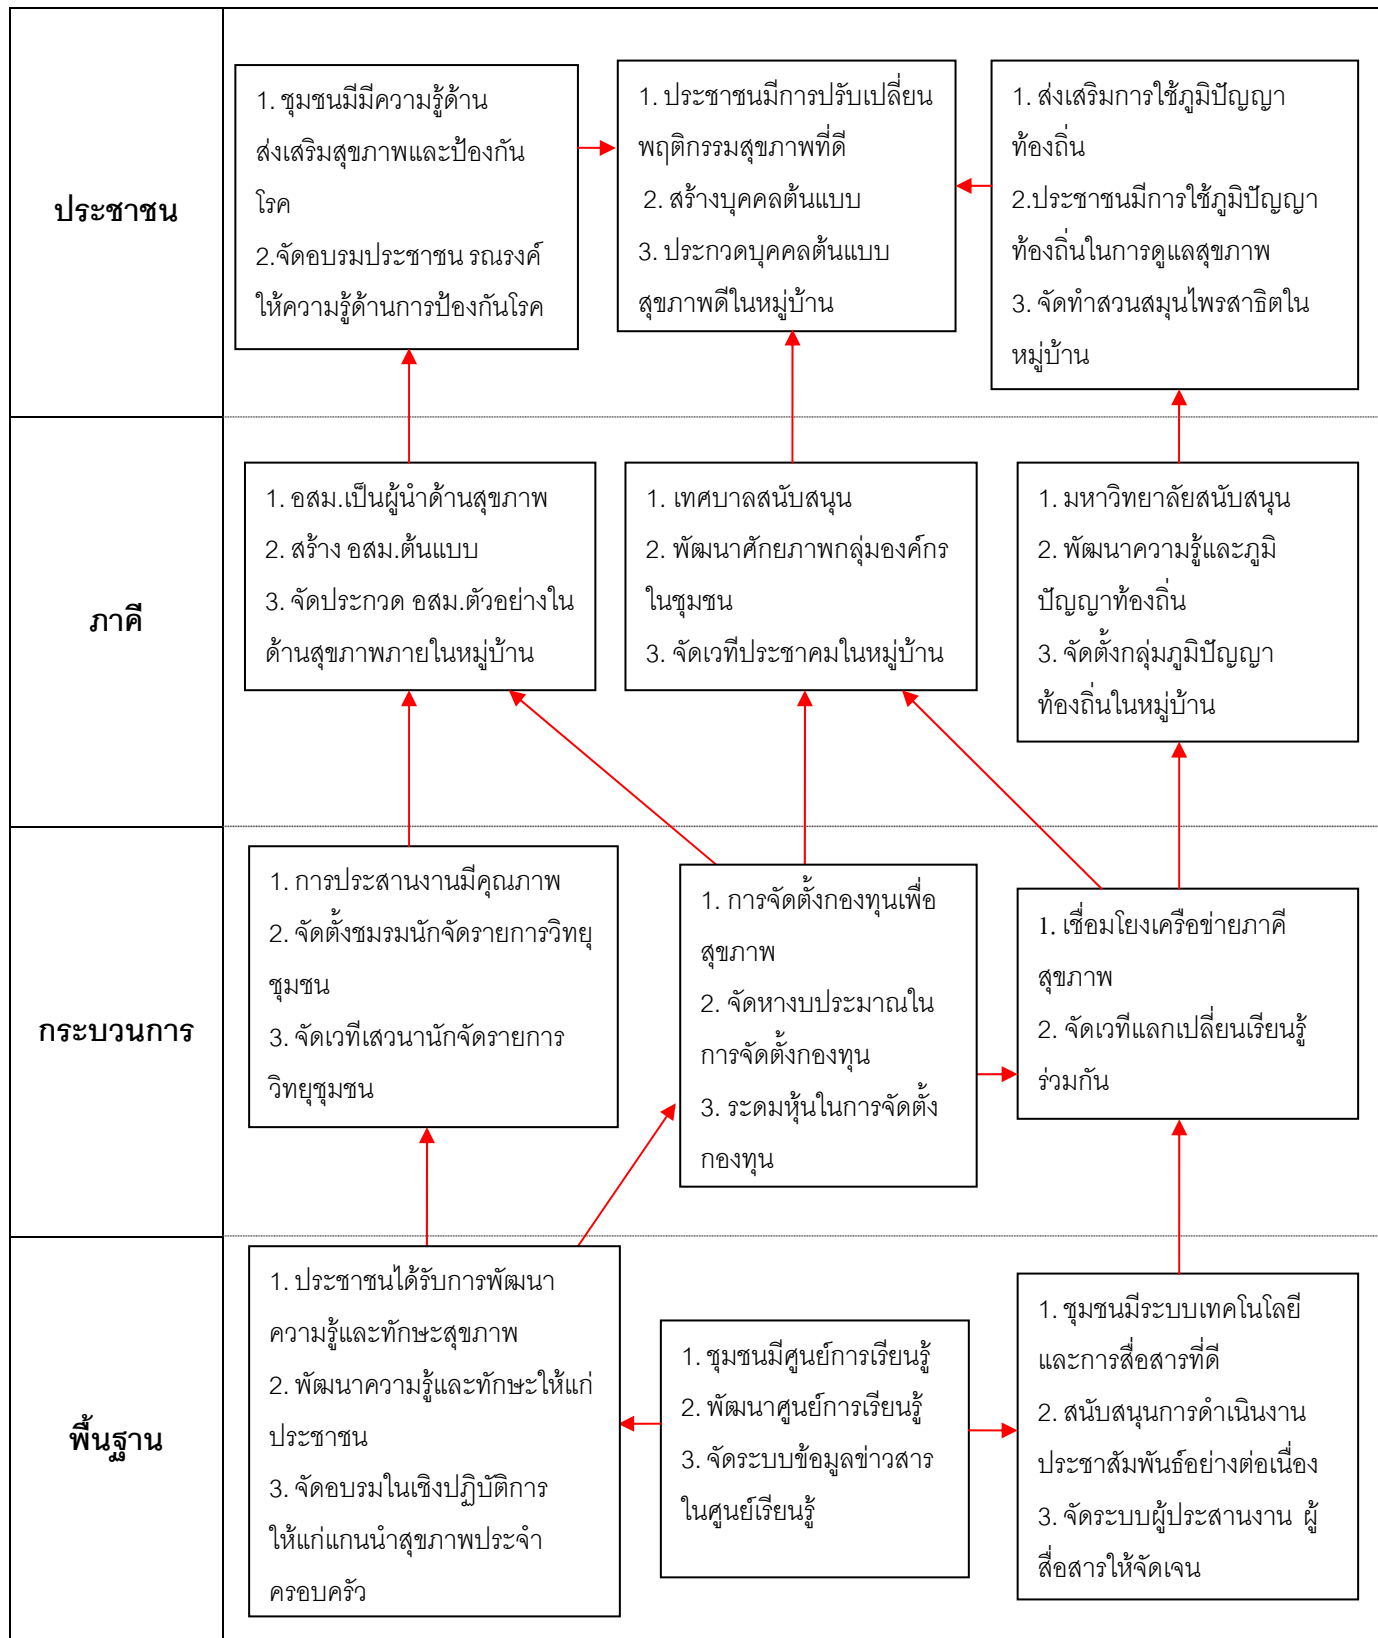 ประชาชน
1. ชุมชนมีมีความรู้ด้าน
ส่งเสริมสุขภาพและป้องกัน
โรค
2.จัดอบรมประชาชน รณรงค์
ให้ความรู้ด้านการป้องกันโรค
1. ประชาชนมีการปรับเปลี่ยน
พฤติกรรมสุขภาพที่ดี
2. สร้างบุคคลต้นแบบ
3. ประกวดบุคคลต้นแบบ
สุขภาพดีในหมู่บ้าน
1. ส่งเสริมการใช้ภูมิปัญญา
ท้องถิ่น
2.ประชาชนมีการใช้ภูมิปัญญา
ท้องถิ่นในการดูแลสุขภาพ
3. จัดทำสวนสมุนไพรสาธิตใน
หมู่บ้าน
ภาคี
1. อสม.เป็นผู้นำด้านสุขภาพ
2. สร้าง อสม.ต้นแบบ
3. จัดประกวด อสม.ตัวอย่างใน
ด้านสุขภาพภายในหมู่บ้าน
1. เทศบาลสนับสนุน
2. พัฒนาศักยภาพกลุ่มองค์กร
ในชุมชน
3. จัดเวทีประชาคมในหมู่บ้าน
1. มหาวิทยาลัยสนับสนุน
2. พัฒนาความรู้และภูมิ
ปัญญาท้องถิ่น
3. จัดตั้งกลุ่มภูมิปัญญา
ท้องถิ่นในหมู่บ้าน
กระบวนการ
1. การประสานงานมีคุณภาพ
2. จัดตั้งชมรมนักจัดรายการวิทยุ
ชุมชน
3. จัดเวทีเสวนานักจัดรายการ
วิทยุชุมชน
1. การจัดตั้งกองทุนเพื่อ
สุขภาพ
2. จัดหางบประมาณใน
การจัดตั้งกองทุน
3. ระดมหุ้นในการจัดตั้ง
กองทุน
1. เชื่อมโยงเครือข่ายภาคี
สุขภาพ
2. จัดเวทีแลกเปลี่ยนเรียนรู้
ร่วมกัน
พื้นฐาน
1. ประชาชนได้รับการพัฒนา
ความรู้และทักษะสุขภาพ
2. พัฒนาความรู้และทักษะให้แก่
ประชาชน
3. จัดอบรมในเชิงปฏิบัติการ
ให้แก่แกนนำสุขภาพประจำ
ครอบครัว
1. ชุมชนมีศูนย์การเรียนรู้
2. พัฒนาศูนย์การเรียนรู้
3. จัดระบบข้อมูลข่าวสาร
ในศูนย์เรียนรู้
1. ชุมชนมีระบบเทคโนโลยี
และการสื่อสารที่ดี
2. สนับสนุนการดำเนินงาน
ประชาสัมพันธ์อย่างต่อเนื่อง
3. จัดระบบผู้ประสานงาน ผู้
สื่อสารให้จัดเจน